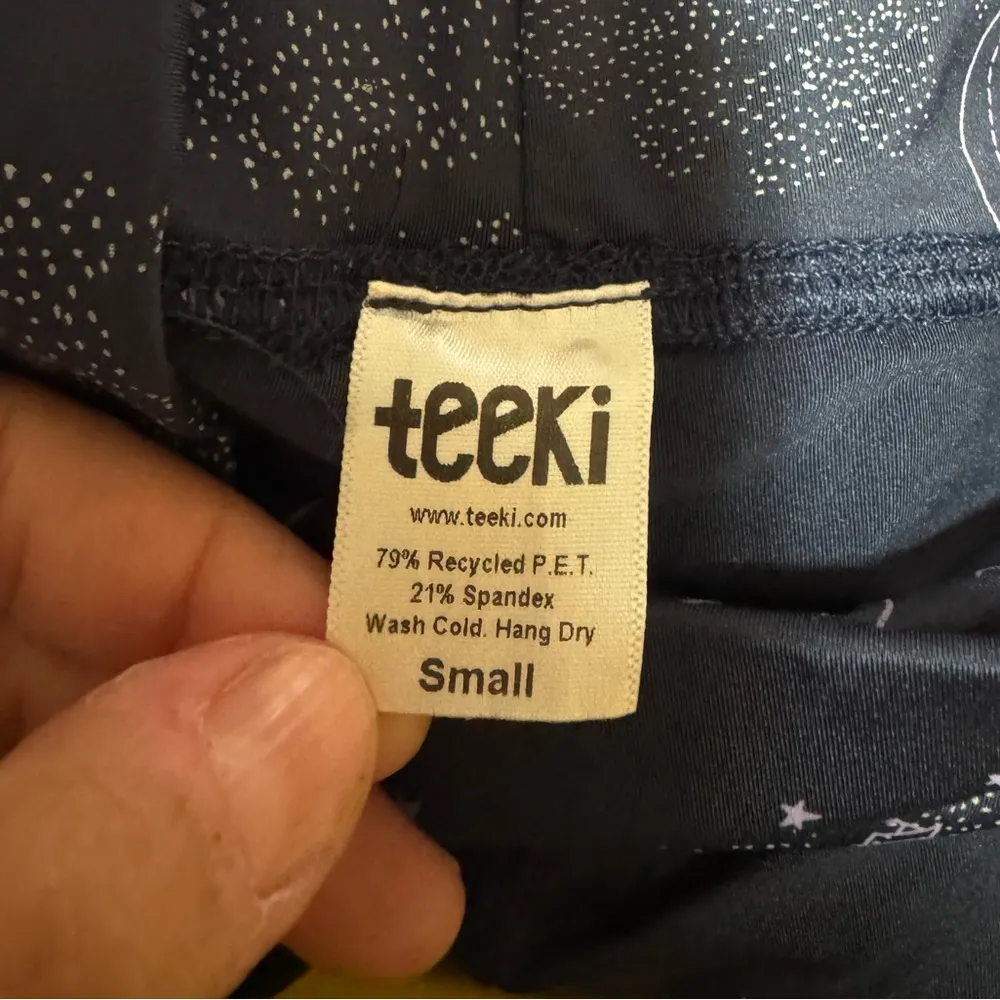 teeki
www.teeki.com
79% Recycled P.E.T.
21% Spandex
Wash Cold. Hang Dry
Small